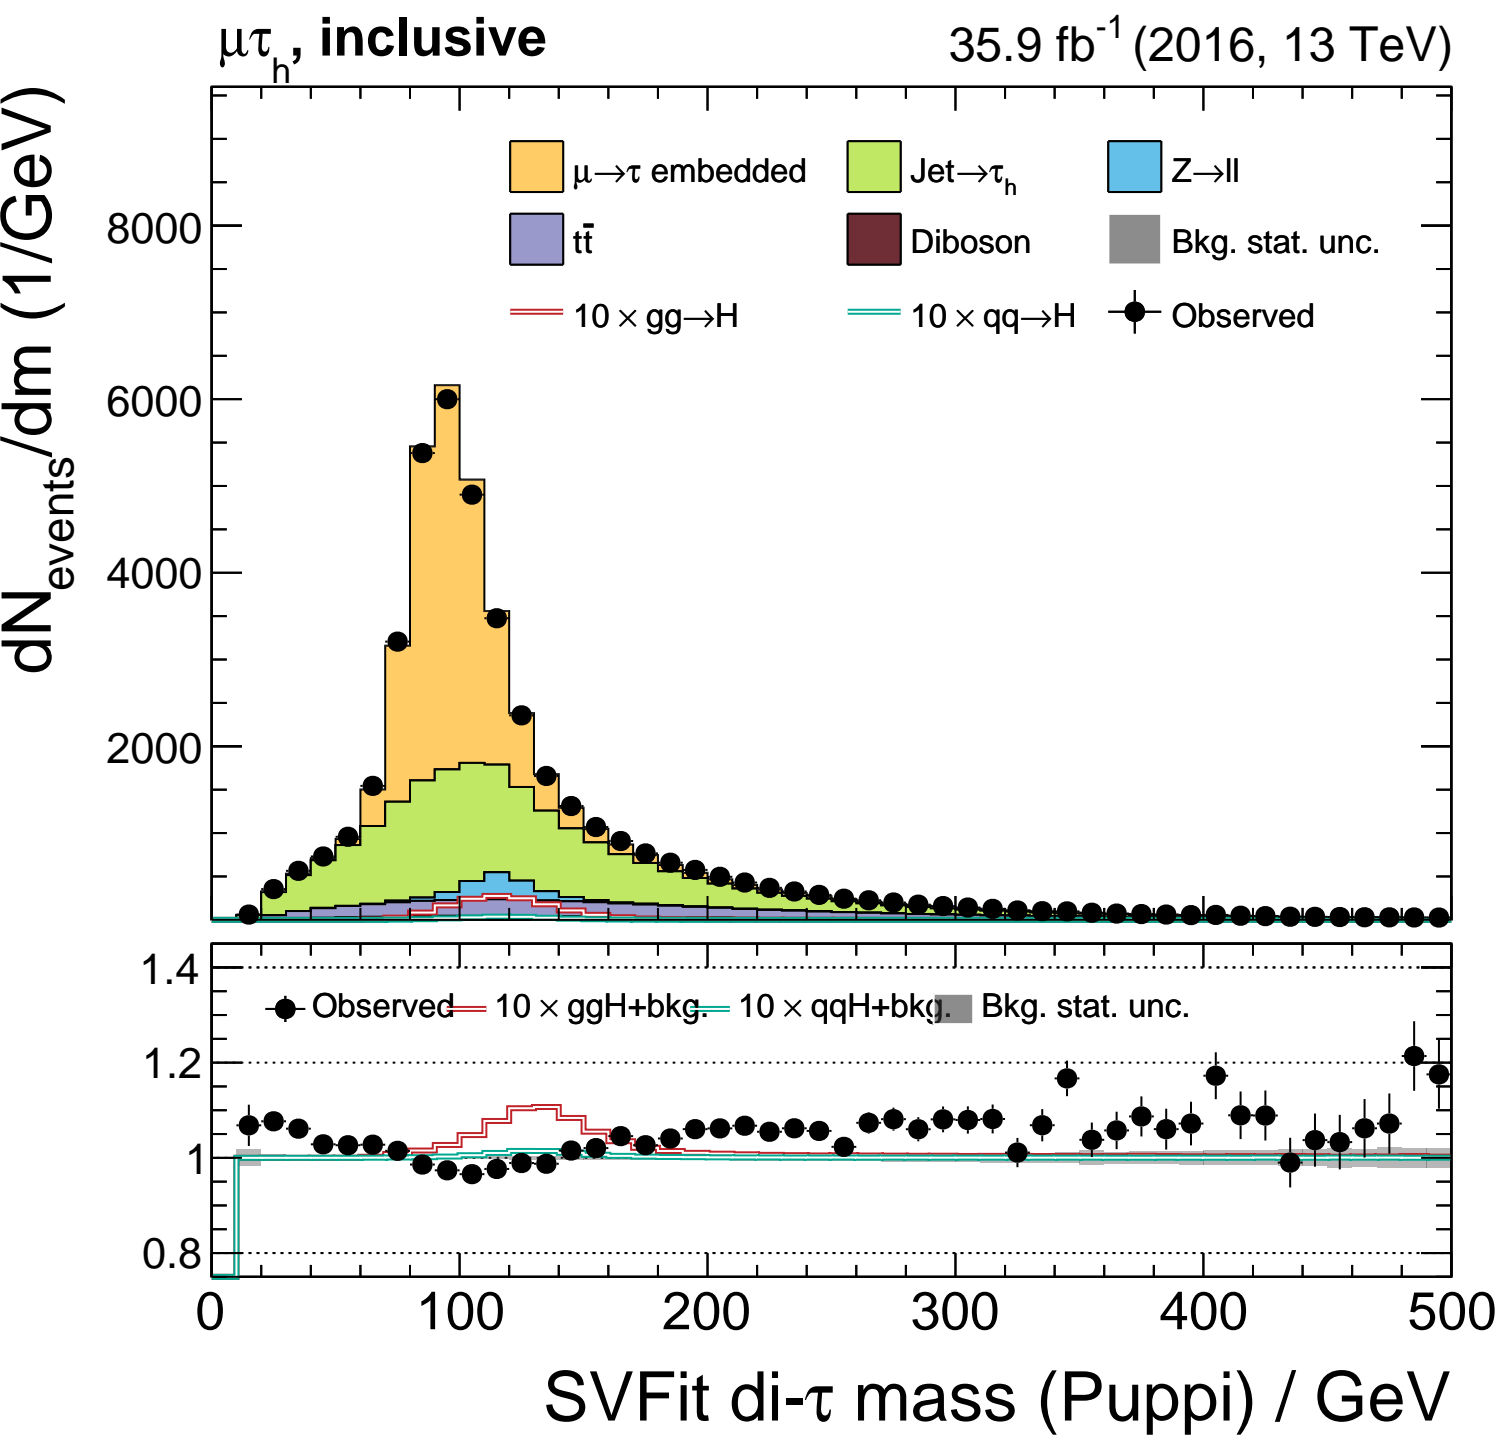 μτh, inclusive 35.9 fb-1 (2016, 13 TeV)
dNevents/dm (1/GeV)
μ→τ embedded Jet→τh Z→ll
tt̄ Diboson Bkg. stat. unc.
10 × gg→H 10 × qq→H Observed
8000
6000
4000
2000
1.4
Observed 10 × ggH+bkg. 10 × qqH+bkg. Bkg. stat. unc.
1.2
1
0.8
0 100 200 300 400 500
SVFit di-τ mass (Puppi) / GeV